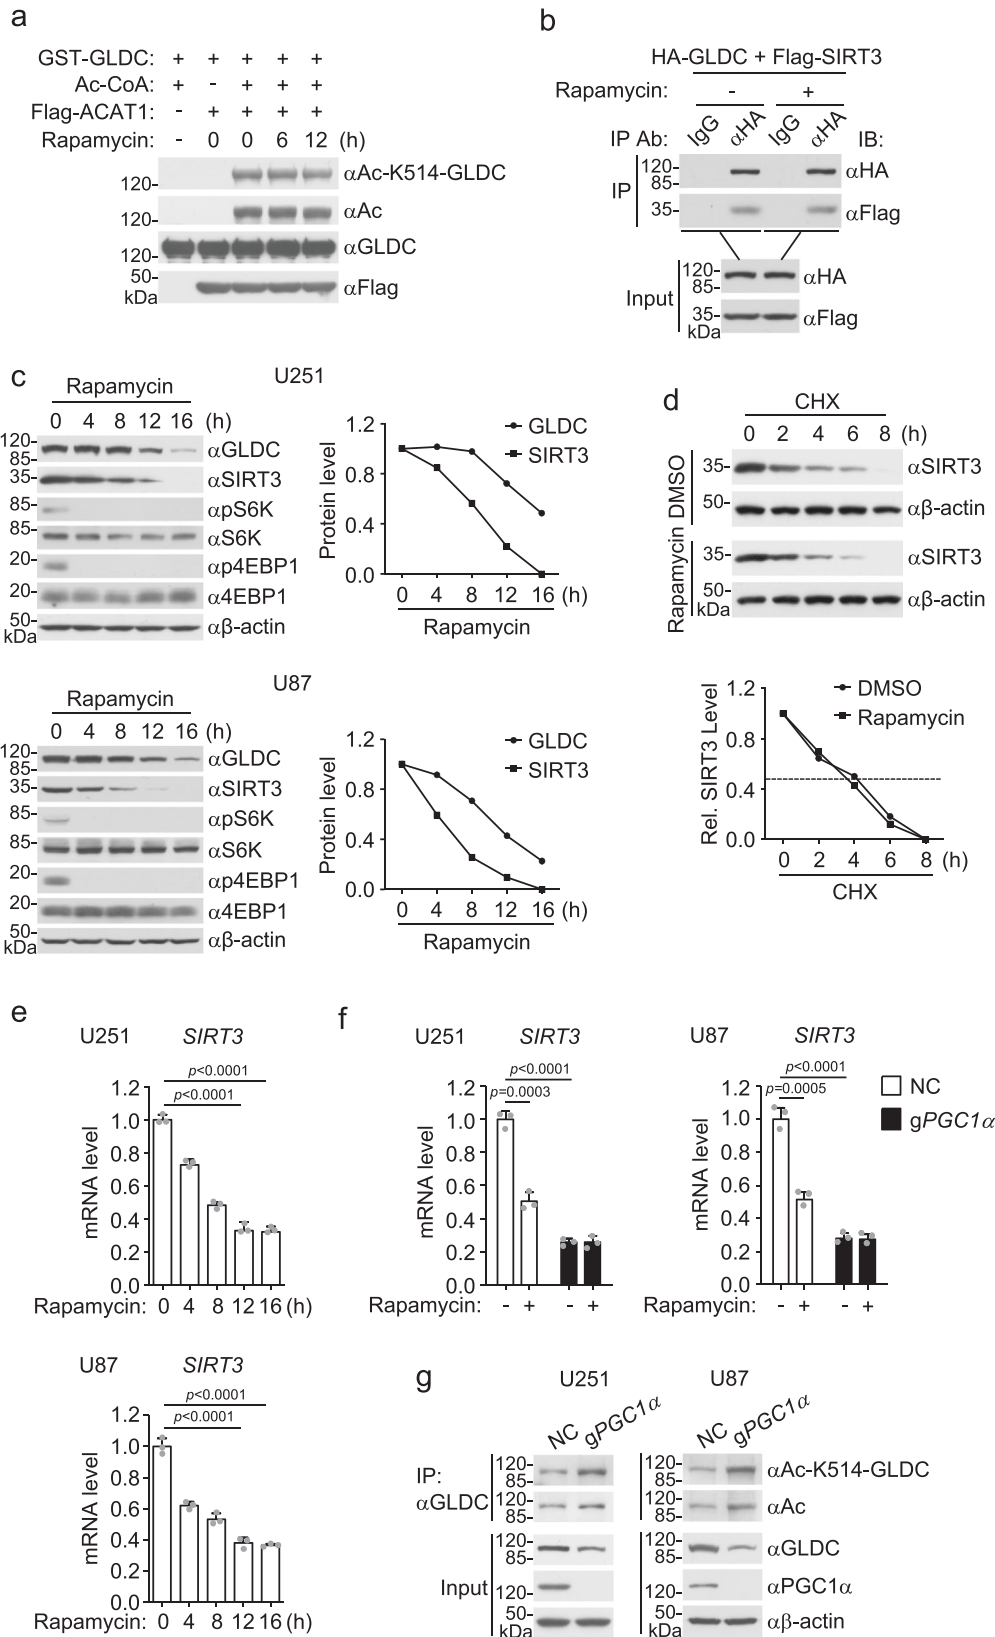 a
GST-GLDC: + + + + +
Ac-CoA: + - + + +
Flag-ACAT1: - + + + +
Rapamycin: - 0 0 6 12 (h)
120- αAc-K514-GLDC
120- αAc
120- αGLDC
50- αFlag
kDa
b
HA-GLDC + Flag-SIRT3
Rapamycin: - +
IP Ab: IgG αHA IgG αHA IB:
IP
120- αHA
85-
35- αFlag
Input
120- αHA
85-
35- αFlag
kDa
c
U251
Rapamycin
0 4 8 12 16 (h)
120- αGLDC
85-
35- αSIRT3
85- αpS6K
85- αS6K
20- αp4EBP1
20- α4EBP1
50- αβ-actin
kDa
Protein level
1.2
0.8
0.4
0.0
GLDC
SIRT3
0 4 8 12 16 (h)
Rapamycin
U87
Rapamycin
0 4 8 12 16 (h)
120- αGLDC
85-
35- αSIRT3
85- αpS6K
85- αS6K
20- αp4EBP1
20- α4EBP1
50- αβ-actin
kDa
Protein level
1.2
0.8
0.4
0.0
GLDC
SIRT3
0 4 8 12 16 (h)
Rapamycin
d
CHX
0 2 4 6 8 (h)
DMSO
35- αSIRT3
50- αβ-actin
Rapamycin
35- αSIRT3
50- αβ-actin
kDa
Rel. SIRT3 Level
1.2
0.8
0.4
0.0
DMSO
Rapamycin
0 2 4 6 8 (h)
CHX
e
U251 SIRT3
p<0.0001
p<0.0001
mRNA level
1.2
1.0
0.8
0.6
0.4
0.2
0.0
Rapamycin: 0 4 8 12 16 (h)
U87 SIRT3
p<0.0001
p<0.0001
mRNA level
1.2
1.0
0.8
0.6
0.4
0.2
0.0
Rapamycin: 0 4 8 12 16 (h)
f
U251 SIRT3
p<0.0001
p=0.0003
mRNA level
1.2
1.0
0.8
0.6
0.4
0.2
0.0
Rapamycin: - + - +
U87 SIRT3
p<0.0001
p=0.0005
mRNA level
1.2
1.0
0.8
0.6
0.4
0.2
0.0
Rapamycin: - + - +
NC
gPGC1α
g
U251 U87
NC gPGC1α NC gPGC1α
IP:
αGLDC
120- 120- αAc-K514-GLDC
85- 85-
120- 120- αAc
85- 85-
Input
120- 120- αGLDC
85- 85-
120- 120- αPGC1α
50- 50- αβ-actin
kDa kDa